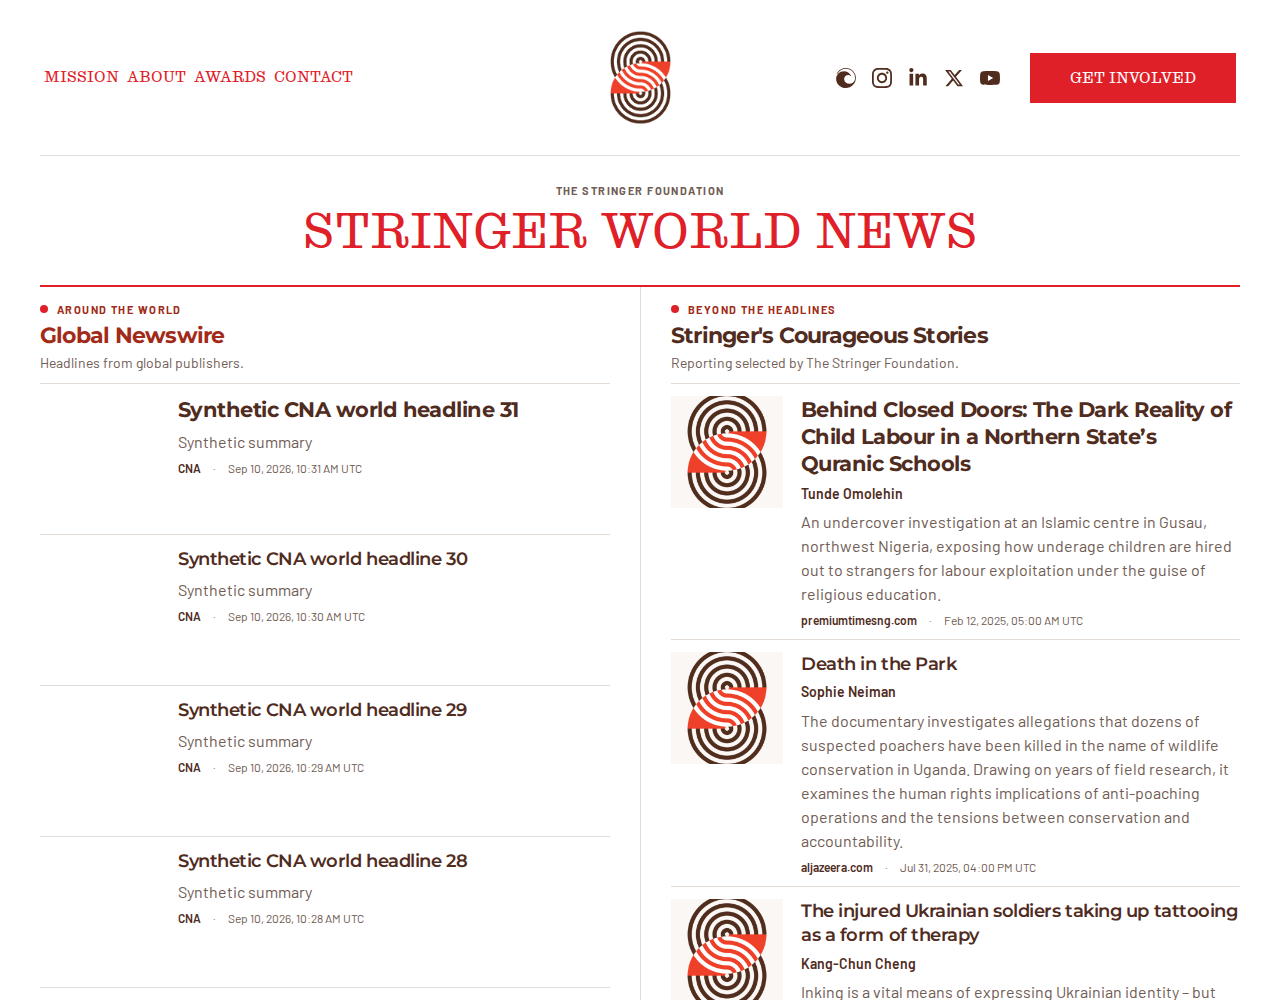 MISSION ABOUT AWARDS CONTACT
GET INVOLVED
THE STRINGER FOUNDATION
STRINGER WORLD NEWS
AROUND THE WORLD
Global Newswire
Headlines from global publishers.
Synthetic CNA world headline 31
Synthetic summary
CNA · Sep 10, 2026, 10:31 AM UTC
Synthetic CNA world headline 30
Synthetic summary
CNA · Sep 10, 2026, 10:30 AM UTC
Synthetic CNA world headline 29
Synthetic summary
CNA · Sep 10, 2026, 10:29 AM UTC
Synthetic CNA world headline 28
Synthetic summary
CNA · Sep 10, 2026, 10:28 AM UTC
BEYOND THE HEADLINES
Stringer's Courageous Stories
Reporting selected by The Stringer Foundation.
Behind Closed Doors: The Dark Reality of
Child Labour in a Northern State’s
Quranic Schools
Tunde Omolehin
An undercover investigation at an Islamic centre in Gusau,
northwest Nigeria, exposing how underage children are hired
out to strangers for labour exploitation under the guise of
religious education.
premiumtimesng.com · Feb 12, 2025, 05:00 AM UTC
Death in the Park
Sophie Neiman
The documentary investigates allegations that dozens of
suspected poachers have been killed in the name of wildlife
conservation in Uganda. Drawing on years of field research, it
examines the human rights implications of anti-poaching
operations and the tensions between conservation and
accountability.
aljazeera.com · Jul 31, 2025, 04:00 PM UTC
The injured Ukrainian soldiers taking up tattooing
as a form of therapy
Kang-Chun Cheng
Inking is a vital means of expressing Ukrainian identity – but